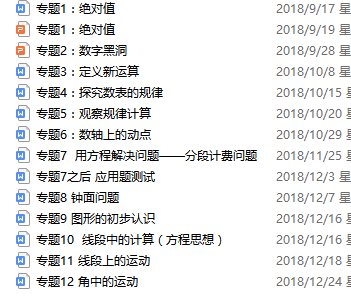 专题1：绝对值 2018/9/17 星
专题1：绝对值 2018/9/19 星
专题2：数字黑洞 2018/9/28 星
专题3：定义新运算 2018/10/8 星
专题4：探究数表的规律 2018/10/15 星
专题5：观察规律计算 2018/10/20 星
专题6：数轴上的动点 2018/10/29 星
专题7 用方程解决问题——分段计费问题 2018/11/25 星
专题7之后 应用题测试 2018/12/3 星
专题8 钟面问题 2018/12/7 星
专题9 图形的初步认识 2018/12/16 星
专题10 线段中的计算（方程思想） 2018/12/16 星
专题11 线段上的运动 2018/12/18 星
专题12 角中的运动 2018/12/24 星